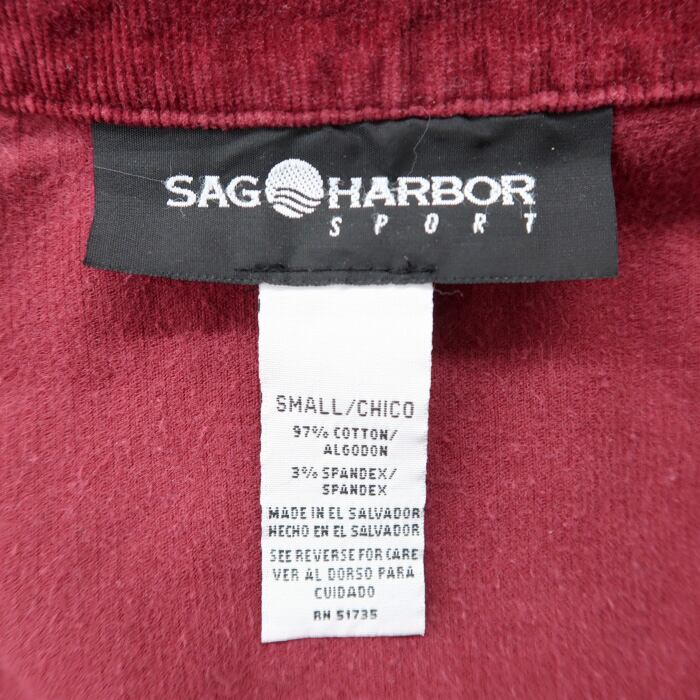 SAG HARBOR
SPORT
SMALL/CHICO
97% COTTON/
ALGODON
3% SPANDEX/
SPANDEX
MADE IN EL SALVADOR
HECHO EN EL SALVADOR
SEE REVERSE FOR CARE
VER AL DORSO PARA
CUIDADO
RN 51735